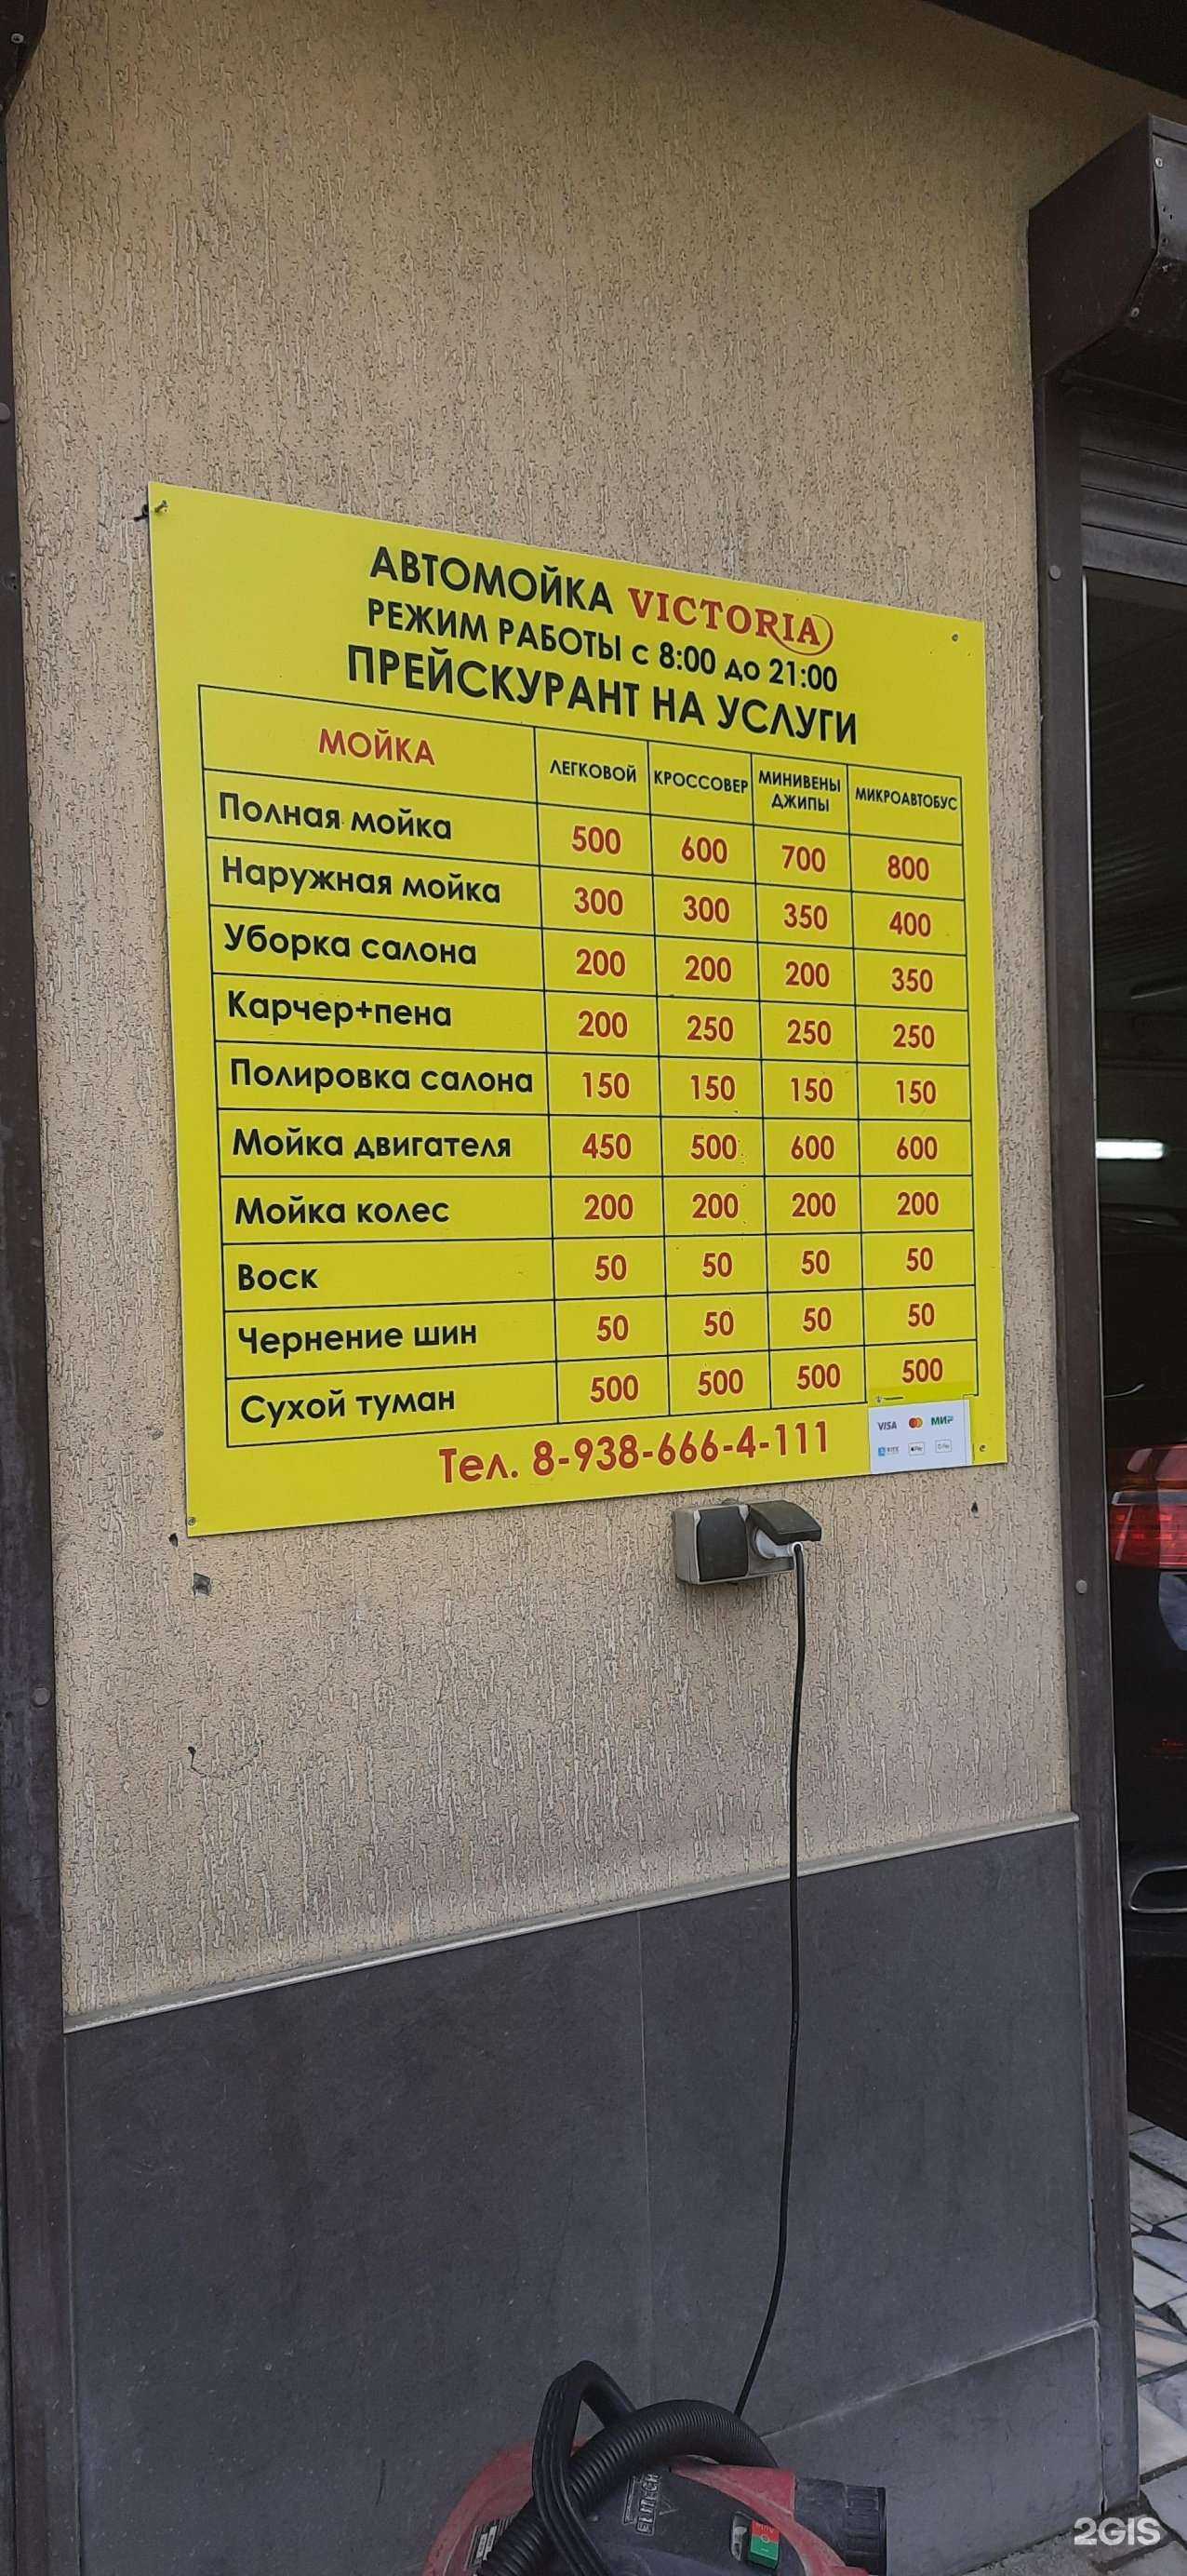 АВТОМОЙКА VICTORIA
РЕЖИМ РАБОТЫ с 8:00 до 21:00
ПРЕЙСКУРАНТ НА УСЛУГИ
МОЙКА ЛЕГКОВОЙ КРОССОВЕР МИНИВЕНЫ ДЖИПЫ МИКРОАВТОБУС
Полная мойка 500 600 700 800
Наружная мойка 300 300 350 400
Уборка салона 200 200 200 350
Карчер+пена 200 250 250 250
Полировка салона 150 150 150 150
Мойка двигателя 450 500 600 600
Мойка колес 200 200 200 200
Воск 50 50 50 50
Чернение шин 50 50 50 50
Сухой туман 500 500 500 500
Тел. 8-938-666-4-111
VISA МИР
ELITECH
2GIS